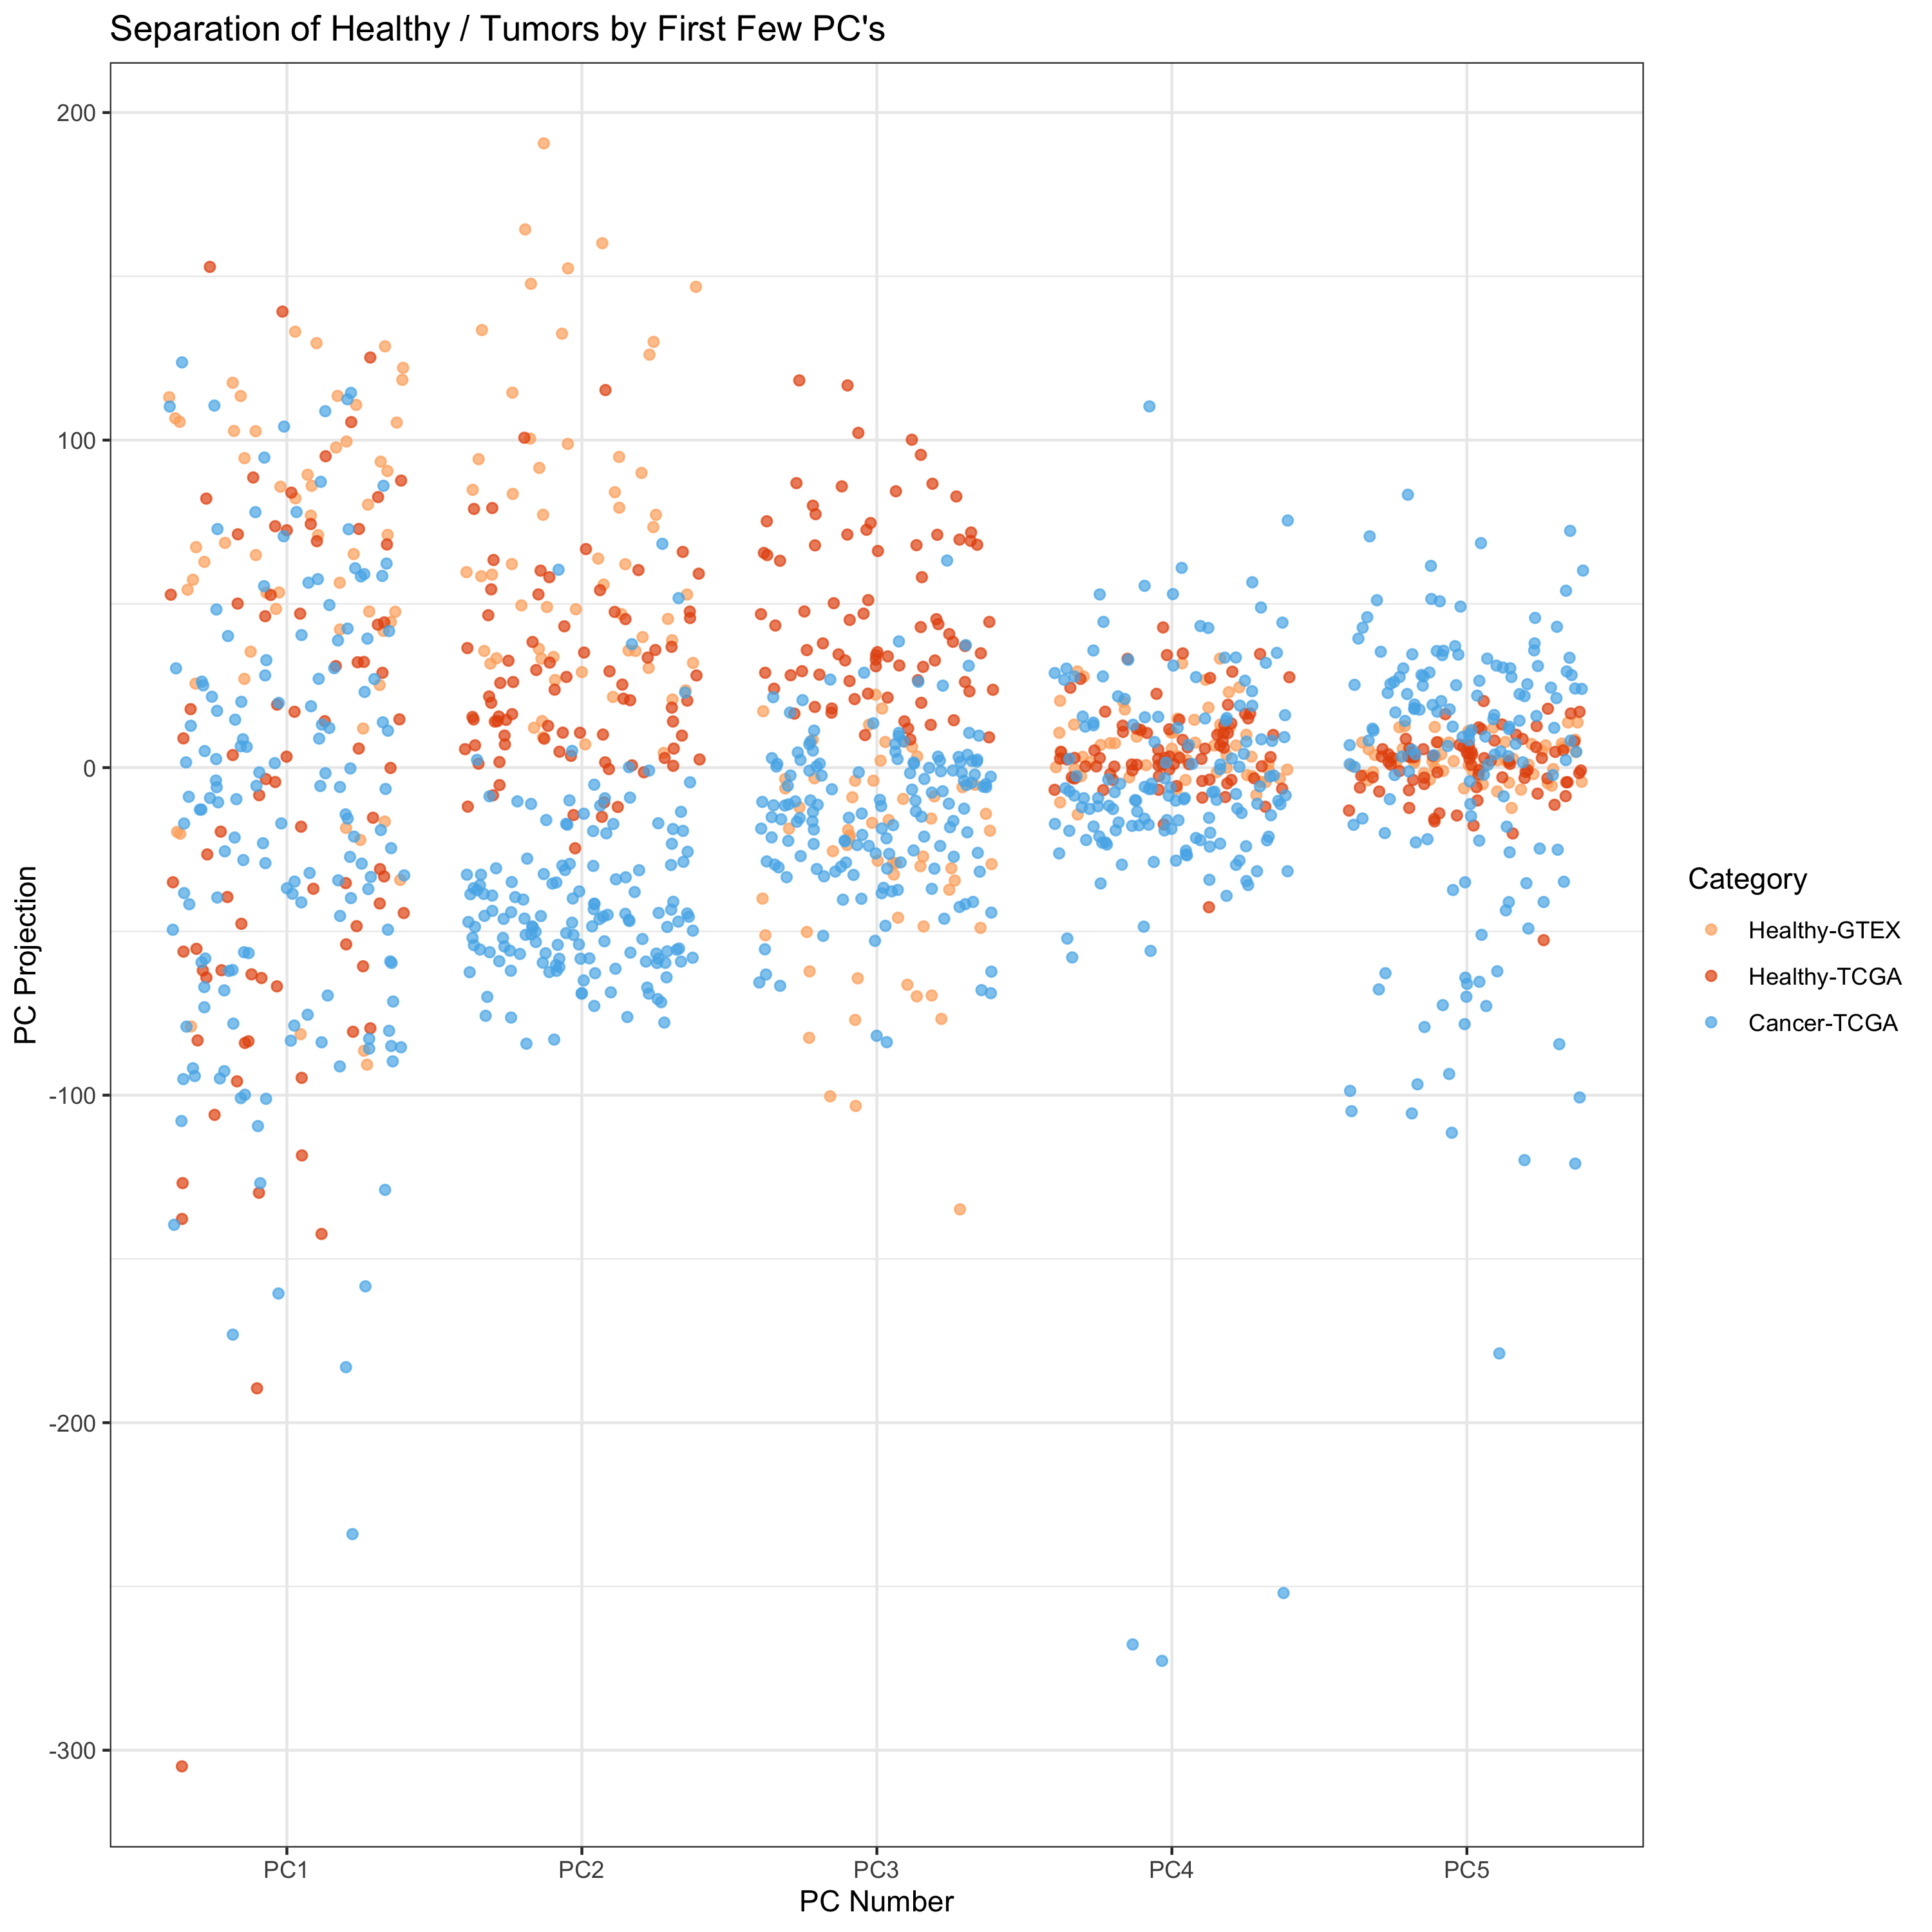 Separation of Healthy / Tumors by First Few PC's
200
100
0
-100
-200
-300
PC Projection
PC1 PC2 PC3 PC4 PC5
PC Number
Category
Healthy-GTEX
Healthy-TCGA
Cancer-TCGA